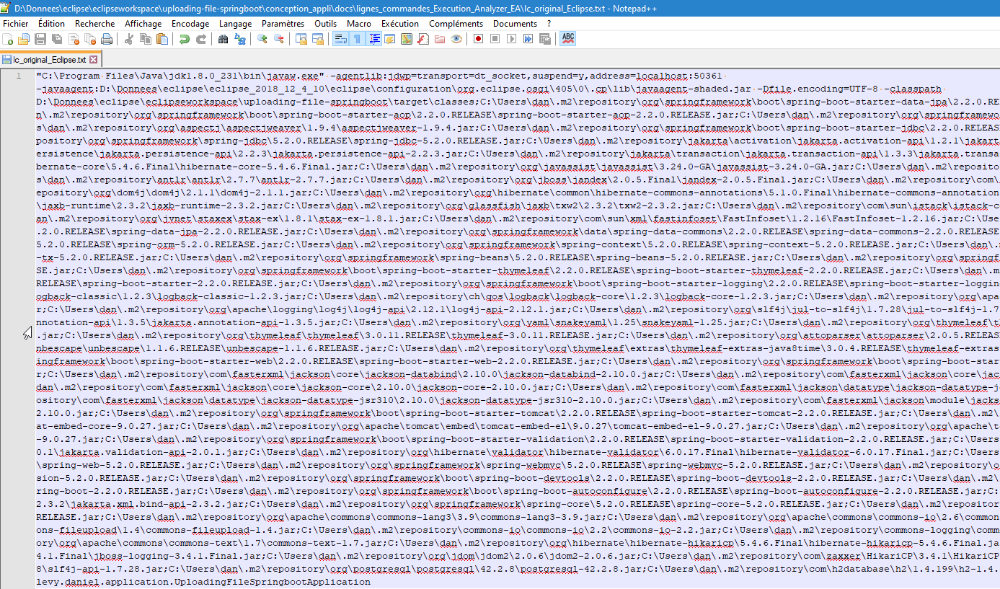 D:\Donnees\eclipse\eclipseworkspace\uploading-file-springboot\conception_appli\docs\lignes_commandes_Execution_Analyzer_EA\lc_original_Eclipse.txt - Notepad++
Fichier Édition Recherche Affichage Encodage Langage Paramètres Outils Macro Exécution Compléments Documents ?
ABC
lc_original_Eclipse.txt
1 "C:\Program Files\Java\jdk1.8.0_231\bin\javaw.exe" -agentlib:jdwp=transport=dt_socket,suspend=y,address=localhost:50361
-javaagent:D:\Donnees\eclipse\eclipse_2018_12_4_10\eclipse\configuration\org.eclipse.osgi\405\0\.cp\lib\javaagent-shaded.jar -Dfile.encoding=UTF-8 -classpath
D:\Donnees\eclipse\eclipseworkspace\uploading-file-springboot\target\classes;C:\Users\dan\.m2\repository\org\springframework\boot\spring-boot-starter-data-jpa\2.2.0.RE
n\.m2\repository\org\springframework\boot\spring-boot-starter-aop\2.2.0.RELEASE\spring-boot-starter-aop-2.2.0.RELEASE.jar;C:\Users\dan\.m2\repository\org\springframewo
s\dan\.m2\repository\org\aspectj\aspectjweaver\1.9.4\aspectjweaver-1.9.4.jar;C:\Users\dan\.m2\repository\org\springframework\boot\spring-boot-starter-jdbc\2.2.0.RELEAS
pository\org\springframework\spring-jdbc\5.2.0.RELEASE\spring-jdbc-5.2.0.RELEASE.jar;C:\Users\dan\.m2\repository\jakarta\activation\jakarta.activation-api\1.2.1\jakart
ersistence\jakarta.persistence-api\2.2.3\jakarta.persistence-api-2.2.3.jar;C:\Users\dan\.m2\repository\jakarta\transaction\jakarta.transaction-api\1.3.3\jakarta.transa
bernate-core\5.4.6.Final\hibernate-core-5.4.6.Final.jar;C:\Users\dan\.m2\repository\org\javassist\javassist\3.24.0-GA\javassist-3.24.0-GA.jar;C:\Users\dan\.m2\reposito
s\dan\.m2\repository\antlr\antlr\2.7.7\antlr-2.7.7.jar;C:\Users\dan\.m2\repository\org\jboss\jandex\2.0.5.Final\jandex-2.0.5.Final.jar;C:\Users\dan\.m2\repository\com\
epository\org\dom4j\dom4j\2.1.1\dom4j-2.1.1.jar;C:\Users\dan\.m2\repository\org\hibernate\common\hibernate-commons-annotations\5.1.0.Final\hibernate-commons-annotation
\jaxb-runtime\2.3.2\jaxb-runtime-2.3.2.jar;C:\Users\dan\.m2\repository\org\glassfish\jaxb\txw2\2.3.2\txw2-2.3.2.jar;C:\Users\dan\.m2\repository\com\sun\istack\istack-c
an\.m2\repository\org\jvnet\staxex\stax-ex\1.8.1\stax-ex-1.8.1.jar;C:\Users\dan\.m2\repository\com\sun\xml\fastinfoset\FastInfoset\1.2.16\FastInfoset-1.2.16.jar;C:\Use
.2.0.RELEASE\spring-data-jpa-2.2.0.RELEASE.jar;C:\Users\dan\.m2\repository\org\springframework\data\spring-data-commons\2.2.0.RELEASE\spring-data-commons-2.2.0.RELEASE
5.2.0.RELEASE\spring-orm-5.2.0.RELEASE.jar;C:\Users\dan\.m2\repository\org\springframework\spring-context\5.2.0.RELEASE\spring-context-5.2.0.RELEASE.jar;C:\Users\dan\.
-tx-5.2.0.RELEASE.jar;C:\Users\dan\.m2\repository\org\springframework\spring-beans\5.2.0.RELEASE\spring-beans-5.2.0.RELEASE.jar;C:\Users\dan\.m2\repository\org\springf
SE.jar;C:\Users\dan\.m2\repository\org\springframework\boot\spring-boot-starter-thymeleaf\2.2.0.RELEASE\spring-boot-starter-thymeleaf-2.2.0.RELEASE.jar;C:\Users\dan\.m
RELEASE\spring-boot-starter-2.2.0.RELEASE.jar;C:\Users\dan\.m2\repository\org\springframework\boot\spring-boot-starter-logging\2.2.0.RELEASE\spring-boot-starter-loggin
ogback-classic\1.2.3\logback-classic-1.2.3.jar;C:\Users\dan\.m2\repository\ch\qos\logback\logback-core\1.2.3\logback-core-1.2.3.jar;C:\Users\dan\.m2\repository\org\apa
r;C:\Users\dan\.m2\repository\org\apache\logging\log4j\log4j-api\2.12.1\log4j-api-2.12.1.jar;C:\Users\dan\.m2\repository\org\slf4j\jul-to-slf4j\1.7.28\jul-to-slf4j-1.7
nnotation-api\1.3.5\jakarta.annotation-api-1.3.5.jar;C:\Users\dan\.m2\repository\org\yaml\snakeyaml\1.25\snakeyaml-1.25.jar;C:\Users\dan\.m2\repository\org\thymeleaf\t
.jar;C:\Users\dan\.m2\repository\org\thymeleaf\thymeleaf\3.0.11.RELEASE\thymeleaf-3.0.11.RELEASE.jar;C:\Users\dan\.m2\repository\org\attoparser\attoparser\2.0.5.RELEAS
nbescape\unbescape\1.1.6.RELEASE\unbescape-1.1.6.RELEASE.jar;C:\Users\dan\.m2\repository\org\thymeleaf\extras\thymeleaf-extras-java8time\3.0.4.RELEASE\thymeleaf-extras
ingframework\boot\spring-boot-starter-web\2.2.0.RELEASE\spring-boot-starter-web-2.2.0.RELEASE.jar;C:\Users\dan\.m2\repository\org\springframework\boot\spring-boot-star
r;C:\Users\dan\.m2\repository\com\fasterxml\jackson\core\jackson-databind\2.10.0\jackson-databind-2.10.0.jar;C:\Users\dan\.m2\repository\com\fasterxml\jackson\core\jac
dan\.m2\repository\com\fasterxml\jackson\core\jackson-core\2.10.0\jackson-core-2.10.0.jar;C:\Users\dan\.m2\repository\com\fasterxml\jackson\datatype\jackson-datatype-j
ository\com\fasterxml\jackson\datatype\jackson-datatype-jsr310\2.10.0\jackson-datatype-jsr310-2.10.0.jar;C:\Users\dan\.m2\repository\com\fasterxml\jackson\module\jacks
2.10.0.jar;C:\Users\dan\.m2\repository\org\springframework\boot\spring-boot-starter-tomcat\2.2.0.RELEASE\spring-boot-starter-tomcat-2.2.0.RELEASE.jar;C:\Users\dan\.m2\
at-embed-core-9.0.27.jar;C:\Users\dan\.m2\repository\org\apache\tomcat\embed\tomcat-embed-el\9.0.27\tomcat-embed-el-9.0.27.jar;C:\Users\dan\.m2\repository\org\apache\t
-9.0.27.jar;C:\Users\dan\.m2\repository\org\springframework\boot\spring-boot-starter-validation\2.2.0.RELEASE\spring-boot-starter-validation-2.2.0.RELEASE.jar;C:\Users
0.1\jakarta.validation-api-2.0.1.jar;C:\Users\dan\.m2\repository\org\hibernate\validator\hibernate-validator\6.0.17.Final\hibernate-validator-6.0.17.Final.jar;C:\Users
\spring-web-5.2.0.RELEASE.jar;C:\Users\dan\.m2\repository\org\springframework\spring-webmvc\5.2.0.RELEASE\spring-webmvc-5.2.0.RELEASE.jar;C:\Users\dan\.m2\repository\o
sion-5.2.0.RELEASE.jar;C:\Users\dan\.m2\repository\org\springframework\boot\spring-boot-devtools\2.2.0.RELEASE\spring-boot-devtools-2.2.0.RELEASE.jar;C:\Users\dan\.m2\
ring-boot-2.2.0.RELEASE.jar;C:\Users\dan\.m2\repository\org\springframework\boot\spring-boot-autoconfigure\2.2.0.RELEASE\spring-boot-autoconfigure-2.2.0.RELEASE.jar;C:
2.3.2\jakarta.xml.bind-api-2.3.2.jar;C:\Users\dan\.m2\repository\org\springframework\spring-core\5.2.0.RELEASE\spring-core-5.2.0.RELEASE.jar;C:\Users\dan\.m2\repositor
RELEASE.jar;C:\Users\dan\.m2\repository\org\apache\commons\commons-lang3\3.9\commons-lang3-3.9.jar;C:\Users\dan\.m2\repository\org\apache\commons\commons-io\2.6\common
ons-fileupload\1.4\commons-fileupload-1.4.jar;C:\Users\dan\.m2\repository\commons-io\commons-io\2.2\commons-io-2.2.jar;C:\Users\dan\.m2\repository\commons-logging\comm
ory\org\apache\commons\commons-text\1.7\commons-text-1.7.jar;C:\Users\dan\.m2\repository\org\hibernate\hibernate-hikaricp\5.4.6.Final\hibernate-hikaricp-5.4.6.Final.ja
4.1.Final\jboss-logging-3.4.1.Final.jar;C:\Users\dan\.m2\repository\org\jdom\jdom2\2.0.6\jdom2-2.0.6.jar;C:\Users\dan\.m2\repository\com\zaxxer\HikariCP\3.4.1\HikariCP
8\slf4j-api-1.7.28.jar;C:\Users\dan\.m2\repository\org\postgresql\postgresql\42.2.8\postgresql-42.2.8.jar;C:\Users\dan\.m2\repository\com\h2database\h2\1.4.199\h2-1.4.
levy.daniel.application.UploadingFileSpringbootApplication